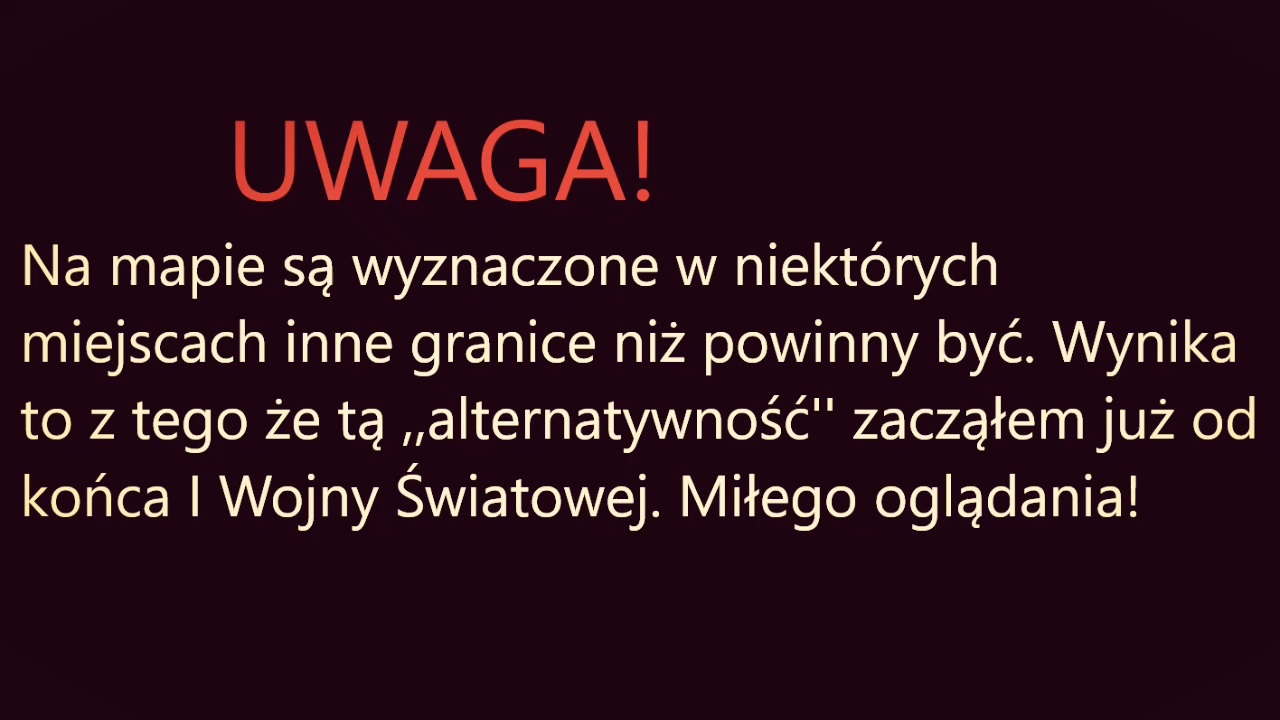 UWAGA!
Na mapie są wyznaczone w niektórych
miejscach inne granice niż powinny być. Wynika
to z tego że tą ,,alternatywność'' zacząłem już od
końca I Wojny Światowej. Miłego oglądania!